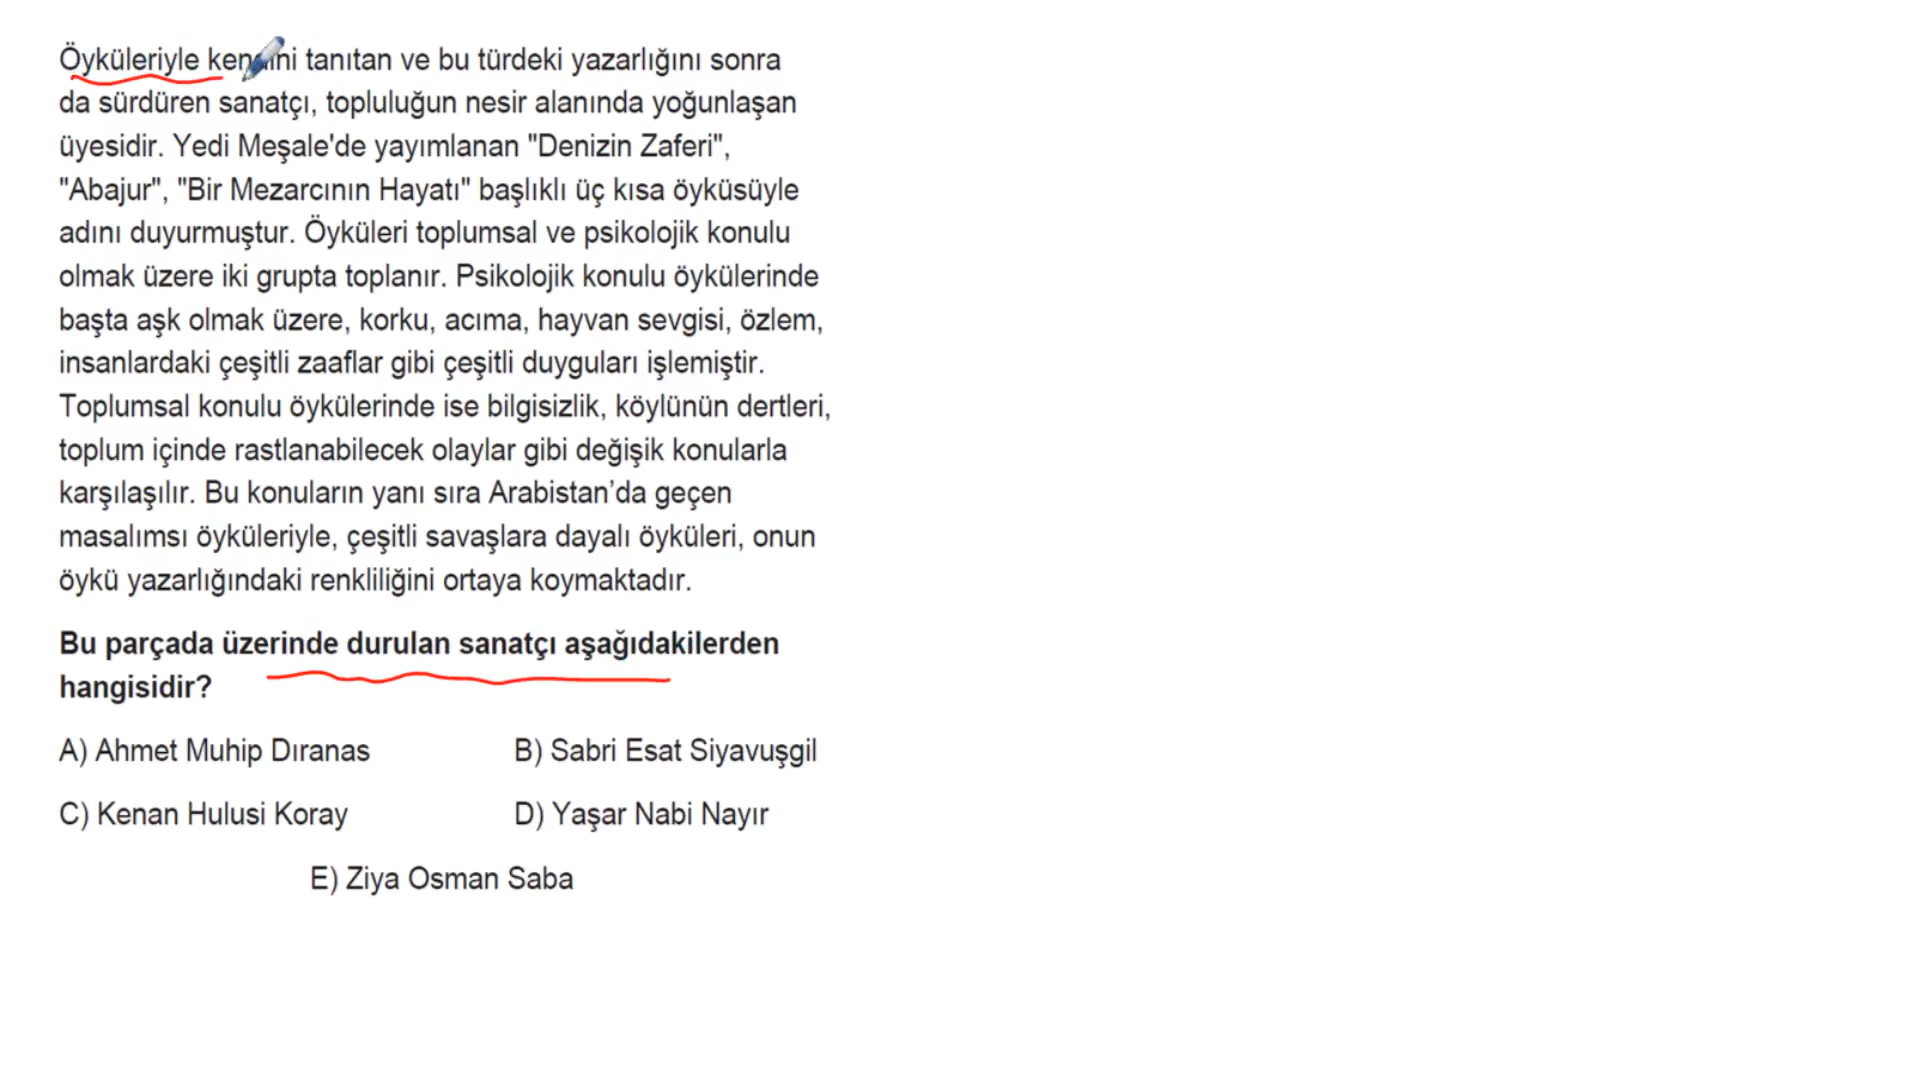 Öyküleriyle kendini tanıtan ve bu türdeki yazarlığını sonra
da sürdüren sanatçı, topluluğun nesir alanında yoğunlaşan
üyesidir. Yedi Meşale'de yayımlanan "Denizin Zaferi",
"Abajur", "Bir Mezarcının Hayatı" başlıklı üç kısa öyküsüyle
adını duyurmuştur. Öyküleri toplumsal ve psikolojik konulu
olmak üzere iki grupta toplanır. Psikolojik konulu öykülerinde
başta aşk olmak üzere, korku, acıma, hayvan sevgisi, özlem,
insanlardaki çeşitli zaaflar gibi çeşitli duyguları işlemiştir.
Toplumsal konulu öykülerinde ise bilgisizlik, köylünün dertleri,
toplum içinde rastlanabilecek olaylar gibi değişik konularla
karşılaşılır. Bu konuların yanı sıra Arabistan’da geçen
masalımsı öyküleriyle, çeşitli savaşlara dayalı öyküleri, onun
öykü yazarlığındaki renkliliğini ortaya koymaktadır.
Bu parçada üzerinde durulan sanatçı aşağıdakilerden
hangisidir?
A) Ahmet Muhip Dıranas B) Sabri Esat Siyavuşgil
C) Kenan Hulusi Koray D) Yaşar Nabi Nayır
E) Ziya Osman Saba